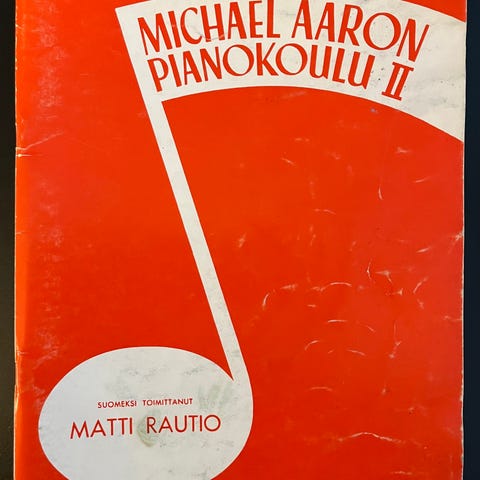 MICHAEL AARON
PIANOKOULU II
SUOMEKSI TOIMITTANUT
MATTI RAUTIO